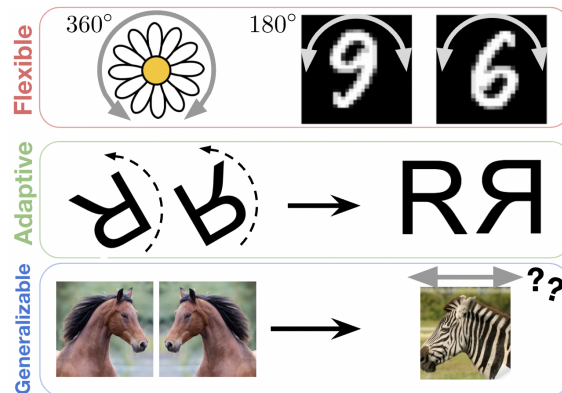 Flexible
360°
180°
9
6
Adaptive
R
R
R
Я
Generalizable
??